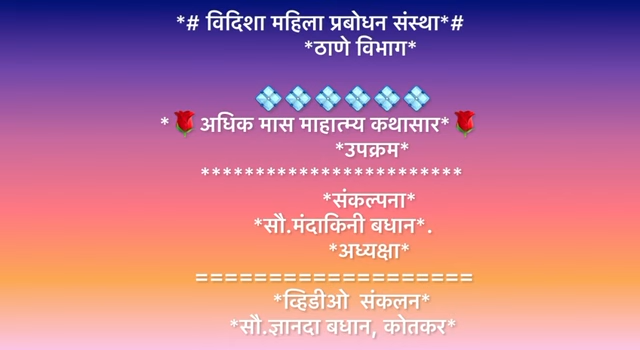 *# विदिशा महिला प्रबोधन संस्था*#
*ठाणे विभाग*
💠💠💠💠💠💠
*🌹अधिक मास माहात्म्य कथासार*🌹
*उपक्रम*
************************
*संकल्पना*
*सौ.मंदाकिनी बधान*.
*अध्यक्षा*
====================
*व्हिडीओ  संकलन*
*सौ.ज्ञानदा बधान, कोतकर*